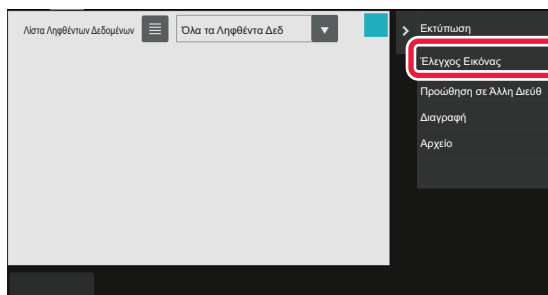 Λίστα Ληφθέντων Δεδομένων
Όλα τα Ληφθέντα Δεδ
Εκτύπωση
Έλεγχος Εικόνας
Προώθηση σε Άλλη Διεύθ
Διαγραφή
Αρχείο